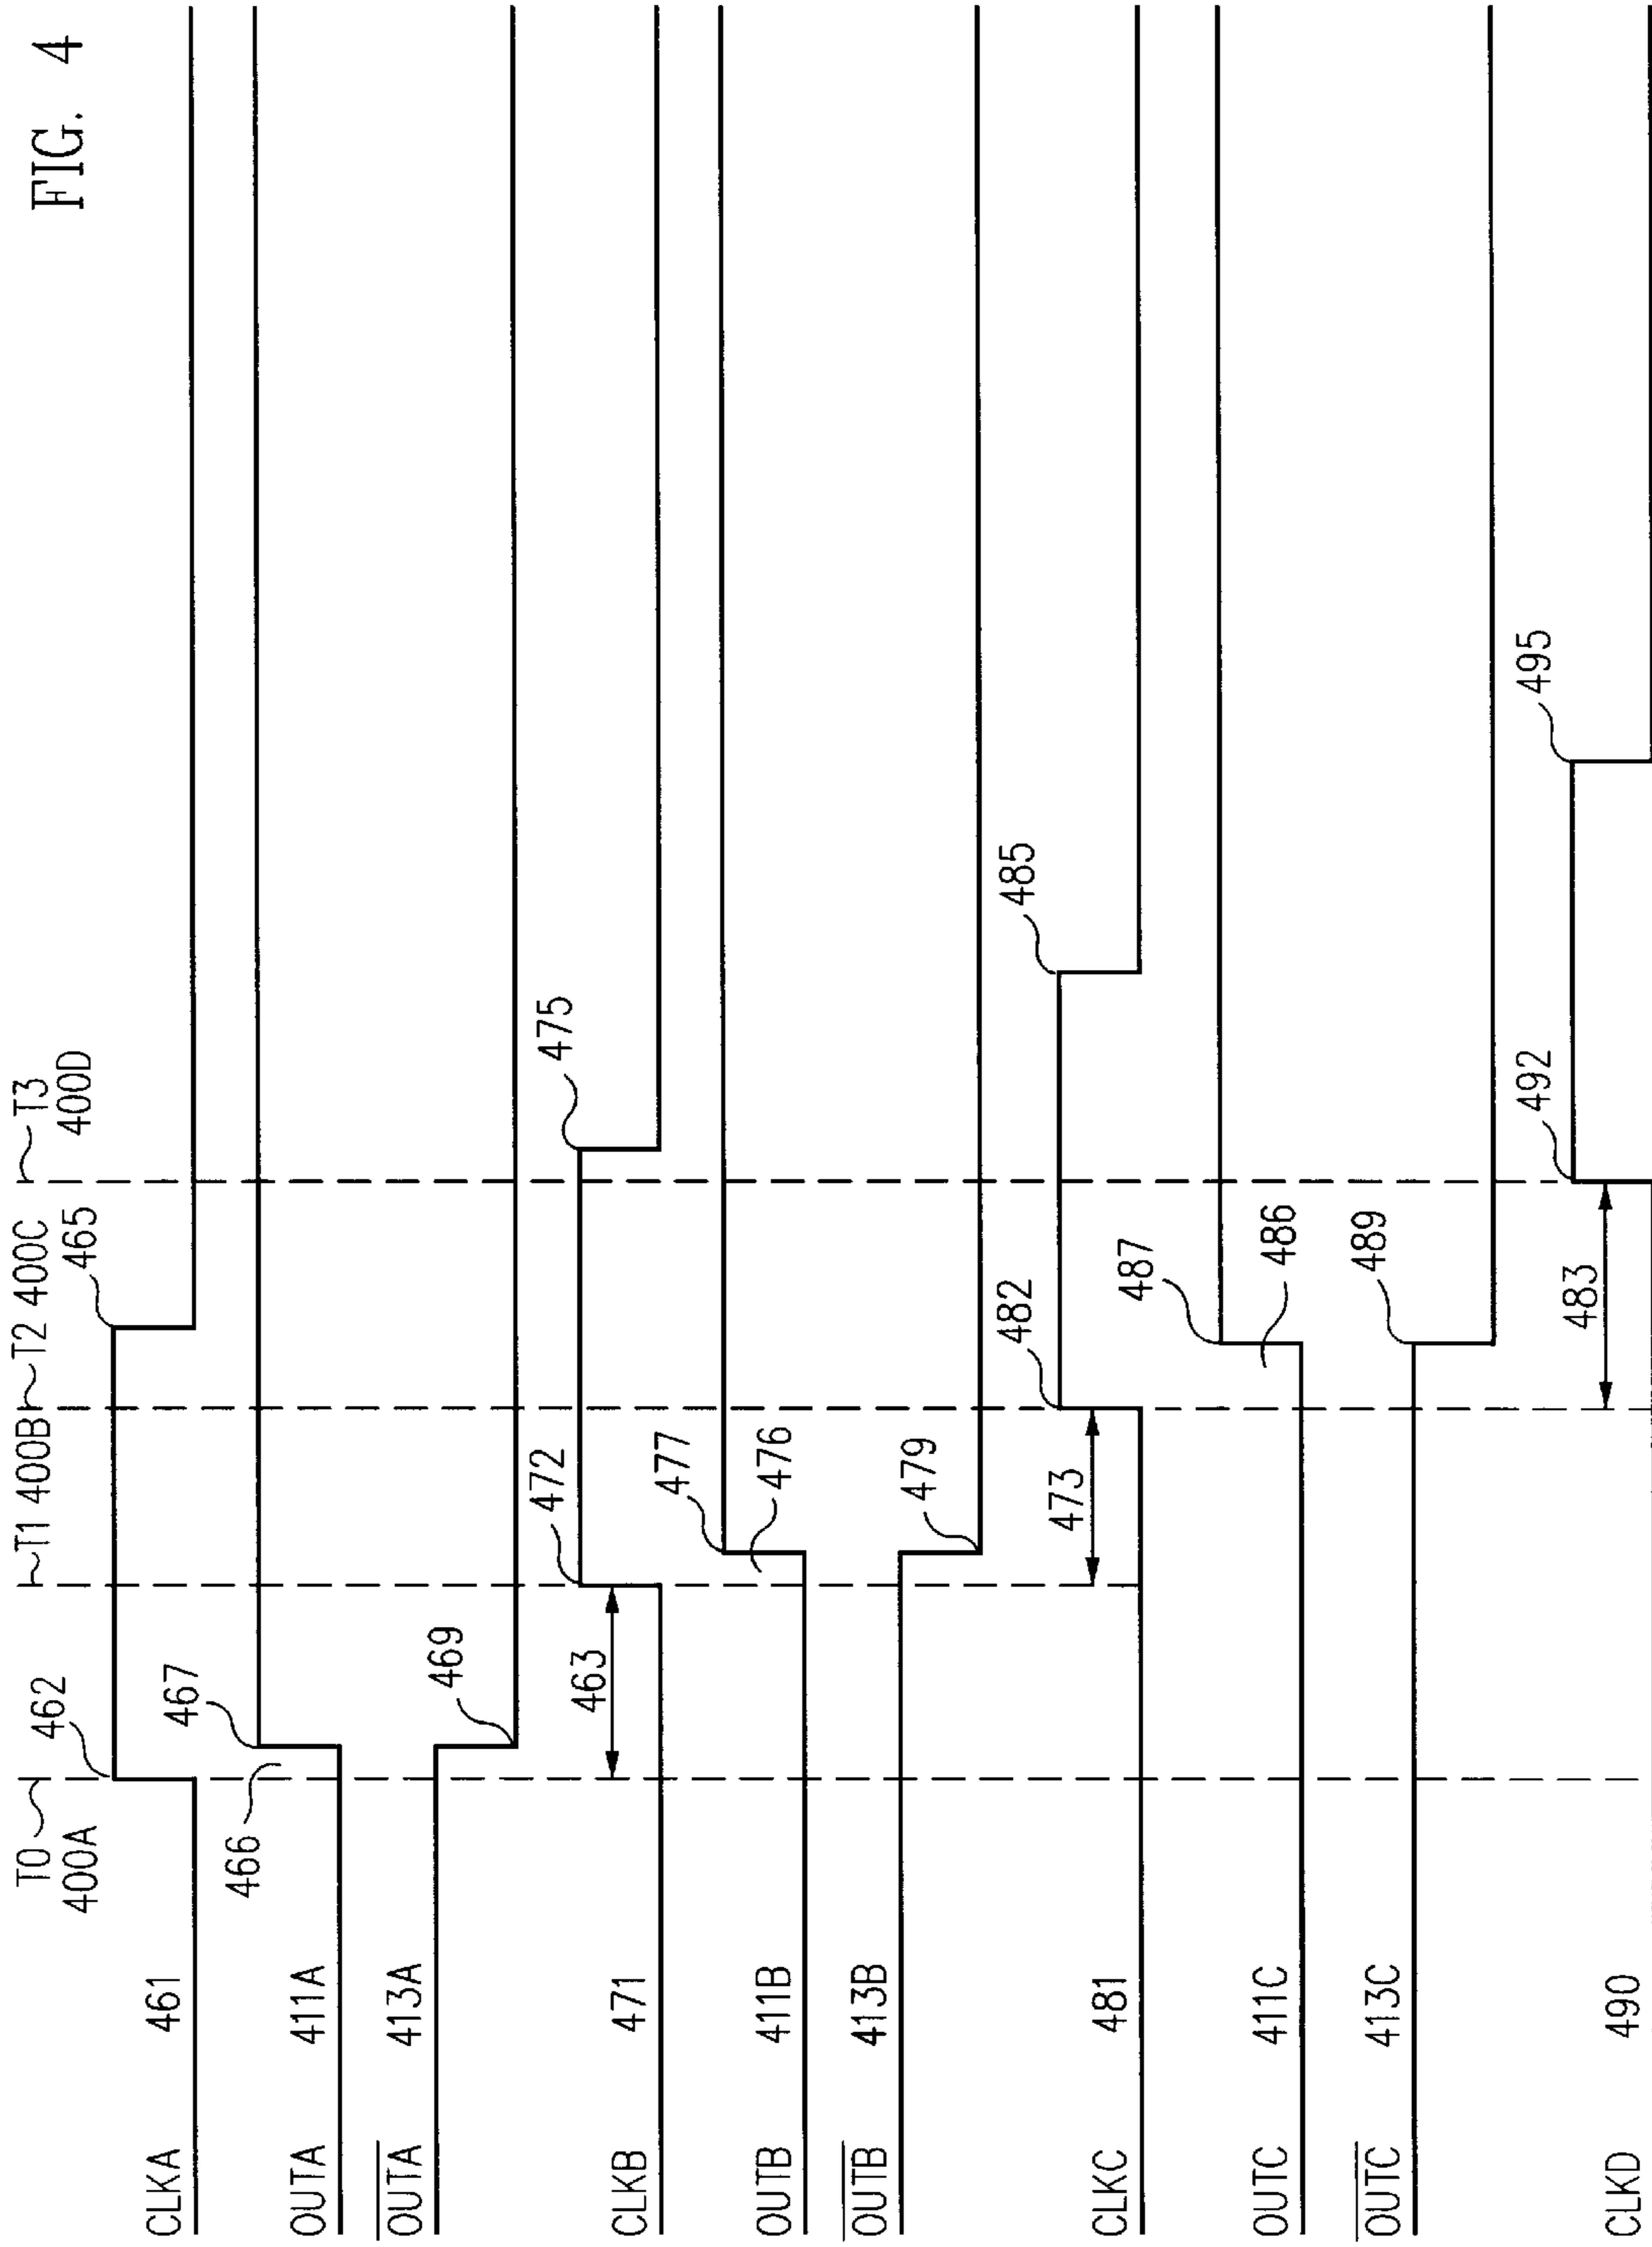 FIG. 4
T0 T1 400B T2 400C T3
400A 400D
462 465
CLKA 461
467
466
OUTA 411A
OUTA 413A
469
472 475
463
CLKB 471
477
476
OUTB 411B
OUTB 413B
479
482 485
473
CLKC 481
487
486
OUTC 411C
OUTC 413C
489
492 495
483
CLKD 490